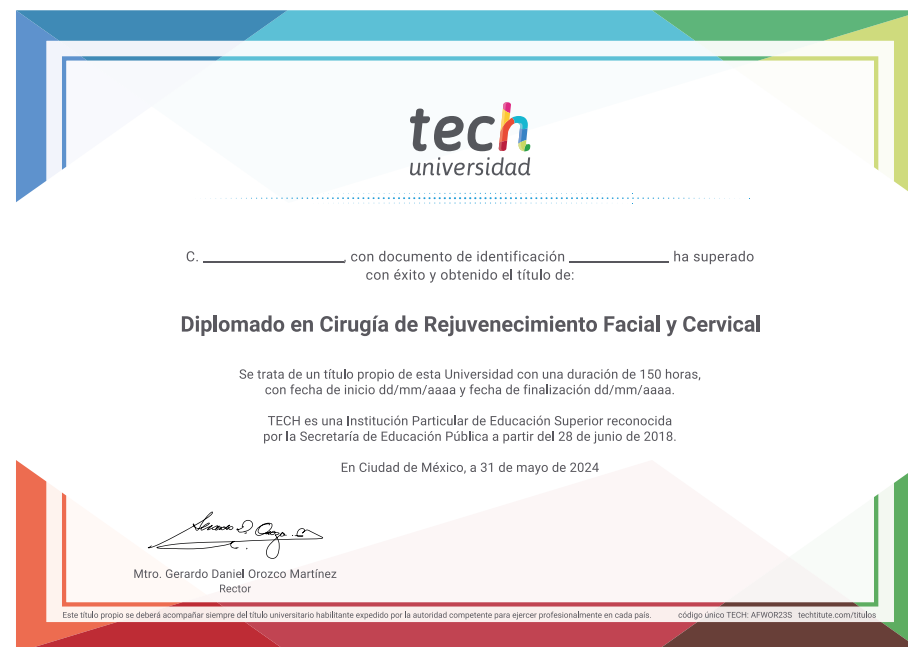 tech
universidad
C. ____________, con documento de identificación ____________ ha superado
con éxito y obtenido el título de:
Diplomado en Cirugía de Rejuvenecimiento Facial y Cervical
Se trata de un título propio de esta Universidad con una duración de 150 horas,
con fecha de inicio dd/mm/aaaa y fecha de finalización dd/mm/aaaa.
TECH es una Institución Particular de Educación Superior reconocida
por la Secretaría de Educación Pública a partir del 28 de junio de 2018.
En Ciudad de México, a 31 de mayo de 2024
Mtro. Gerardo Daniel Orozco Martínez
Rector
Este título propio se deberá acompañar siempre del título universitario habilitante expedido por la autoridad competente para ejercer profesionalmente en cada país. código único TECH: AFWOR23S techtitute.com/titulos